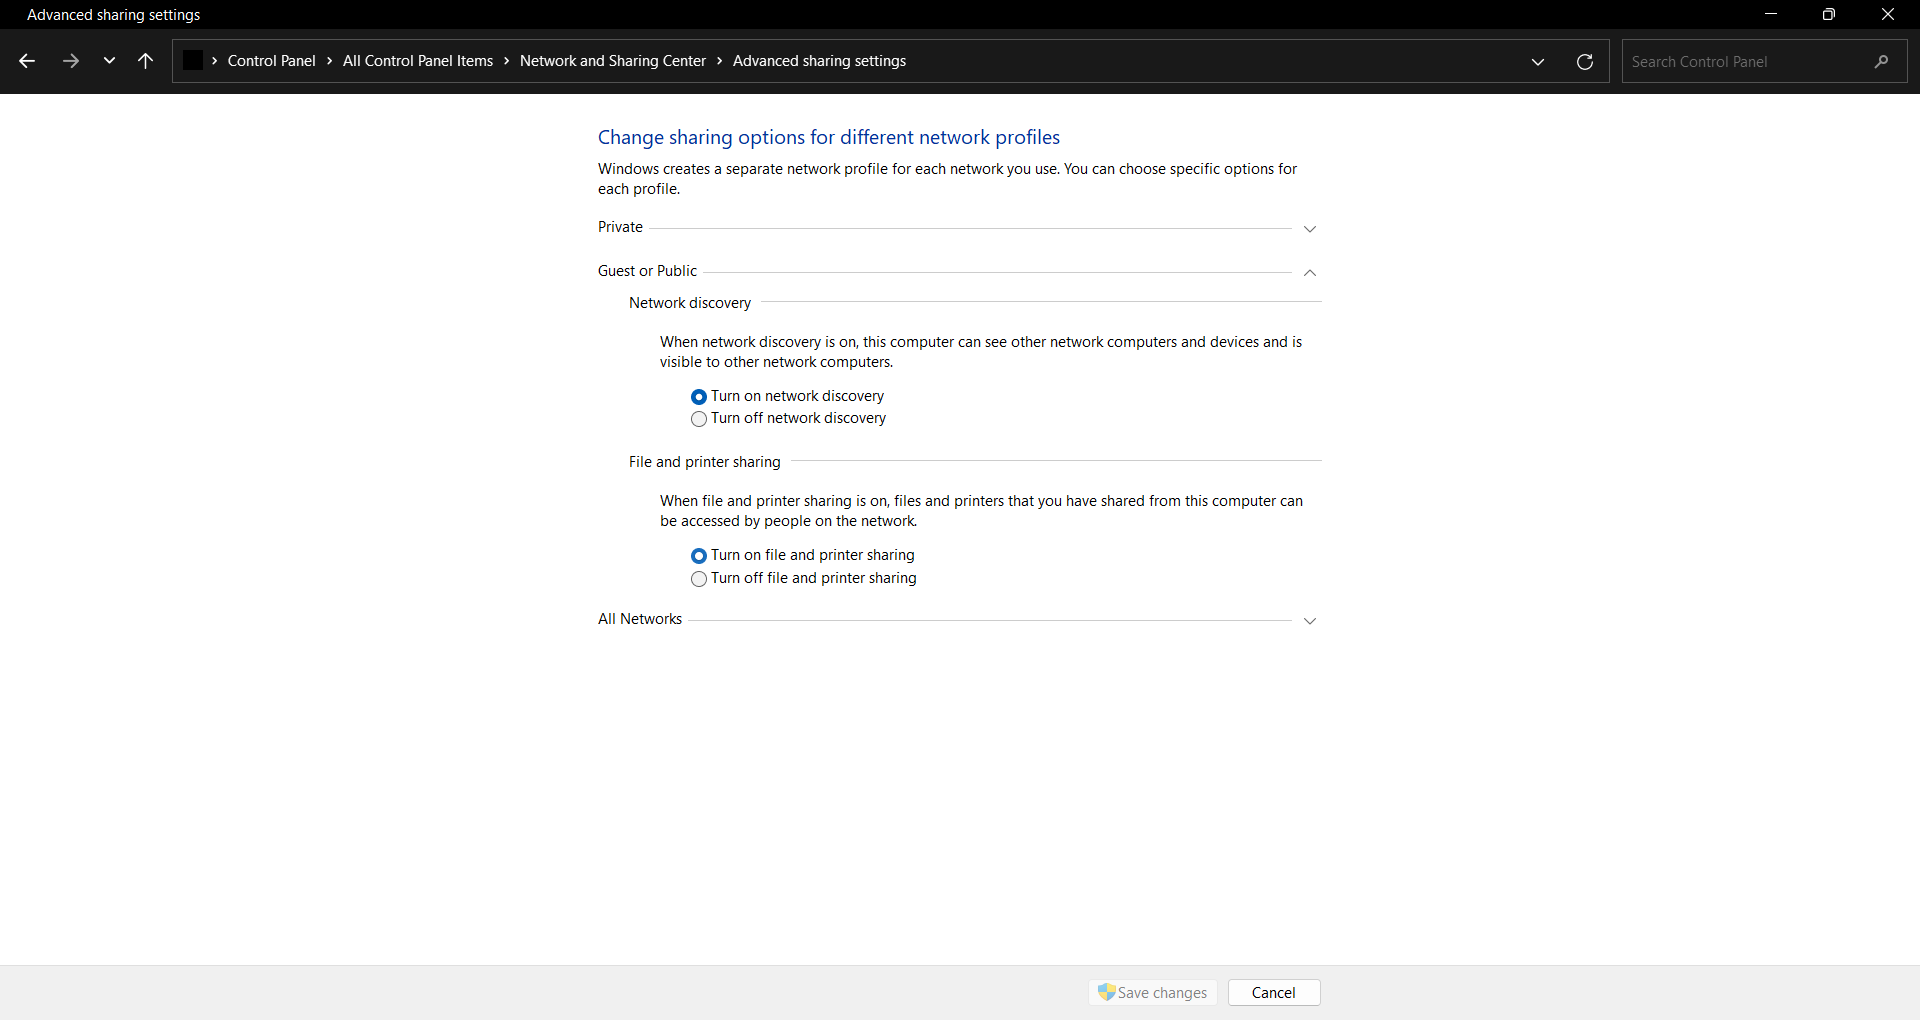 Advanced sharing settings
Control Panel > All Control Panel Items > Network and Sharing Center > Advanced sharing settings
Search Control Panel
Change sharing options for different network profiles
Windows creates a separate network profile for each network you use. You can choose specific options for
each profile.
Private
Guest or Public
Network discovery
When network discovery is on, this computer can see other network computers and devices and is
visible to other network computers.
Turn on network discovery
Turn off network discovery
File and printer sharing
When file and printer sharing is on, files and printers that you have shared from this computer can
be accessed by people on the network.
Turn on file and printer sharing
Turn off file and printer sharing
All Networks
Save changes
Cancel